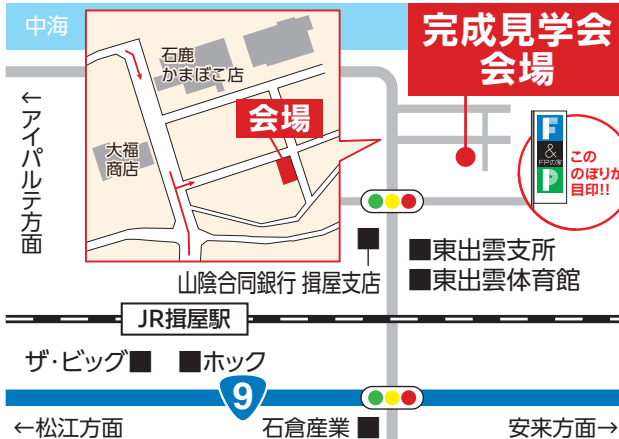 中海
完成見学会
会場
石鹿
かまぼこ店
会場
大福
商店
←アイパルテ方面
F
&
FPの家
P
この
のぼりが
目印!!
山陰合同銀行 揖屋支店
■東出雲支所
■東出雲体育館
JR揖屋駅
ザ・ビッグ■ ■ホック
9
←松江方面
石倉産業■
安来方面→